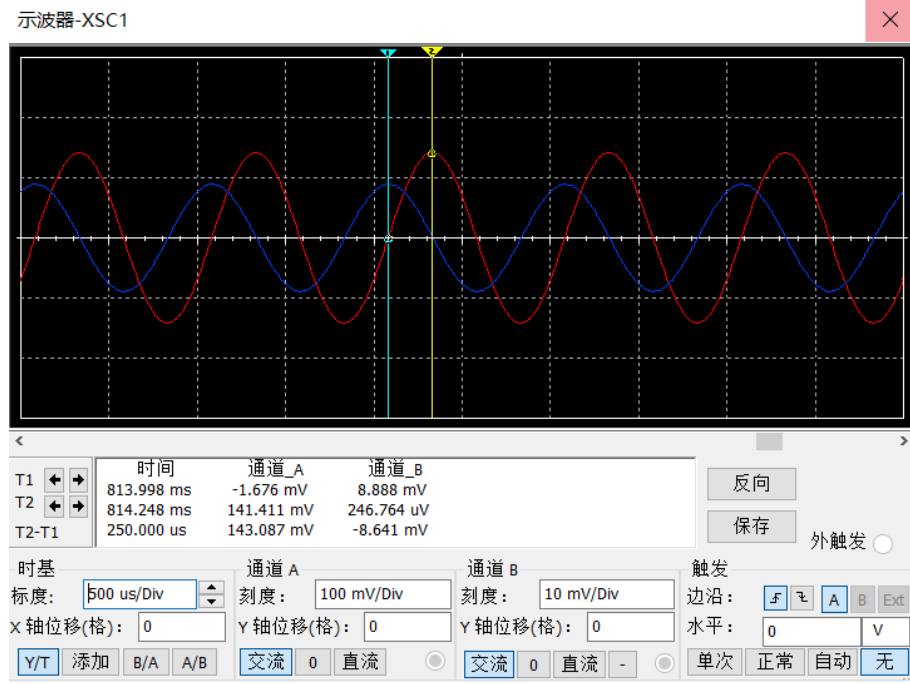 示波器-XSC1
1 2
时间 通道_A 通道_B
T1 813.998 ms -1.676 mV 8.888 mV
T2 814.248 ms 141.411 mV 246.764 uV
T2-T1 250.000 us 143.087 mV -8.641 mV
反向
保存
外触发
时基 通道 A 通道 B 触发
标度: 500 us/Div 刻度: 100 mV/Div 刻度: 10 mV/Div 边沿: A B Ext
X 轴位移(格): 0 Y 轴位移(格): 0 Y 轴位移(格): 0 水平: 0 V
Y/T 添加 B/A A/B 交流 0 直流 交流 0 直流 - 单次 正常 自动 无